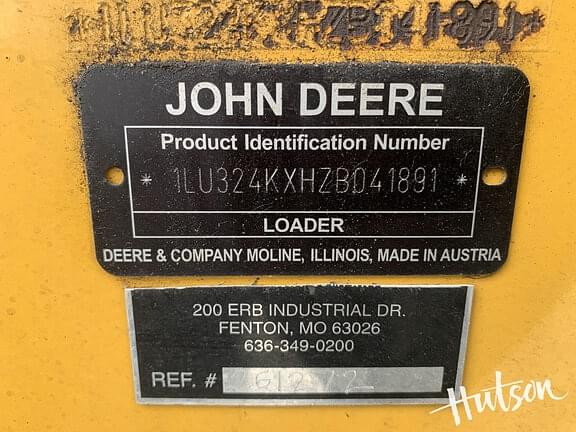 1LU324KXHZB041891
JOHN DEERE
Product Identification Number
* 1LU324KXHZB041891 *
LOADER
DEERE & COMPANY MOLINE, ILLINOIS, MADE IN AUSTRIA
200 ERB INDUSTRIAL DR.
FENTON, MO 63026
636-349-0200
REF. #
Hutson